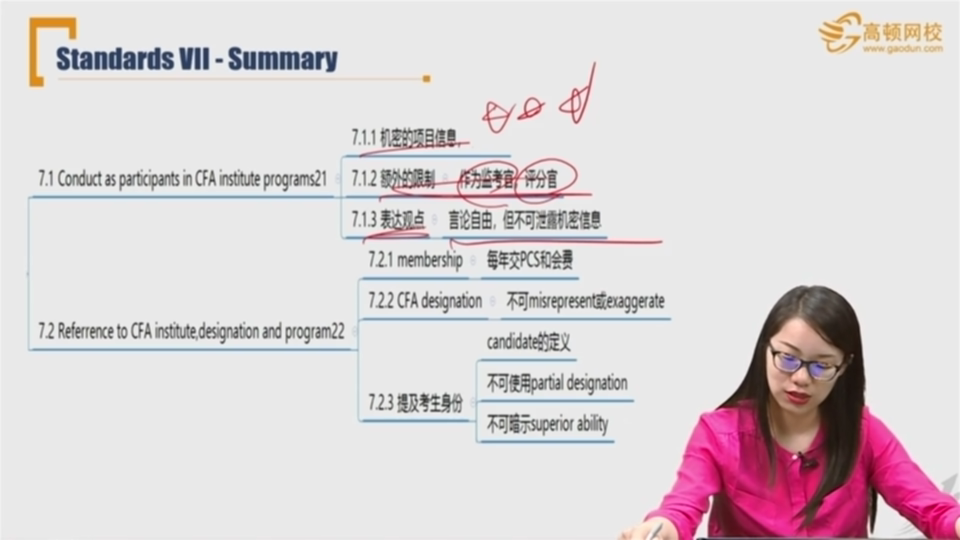 Standards VII - Summary
高顿网校
www.gaodun.com
7.1 Conduct as participants in CFA institute programs21
7.1.1 机密的项目信息,
7.1.2 额外的限制 作为监考官,评分官
7.1.3 表达观点 言论自由,但不可泄露机密信息
7.2 Referrence to CFA institute,designation and program22
7.2.1 membership 每年交PCS和会费
7.2.2 CFA designation 不可misrepresent或exaggerate
7.2.3 提及考生身份
candidate的定义
不可使用partial designation
不可暗示superior ability